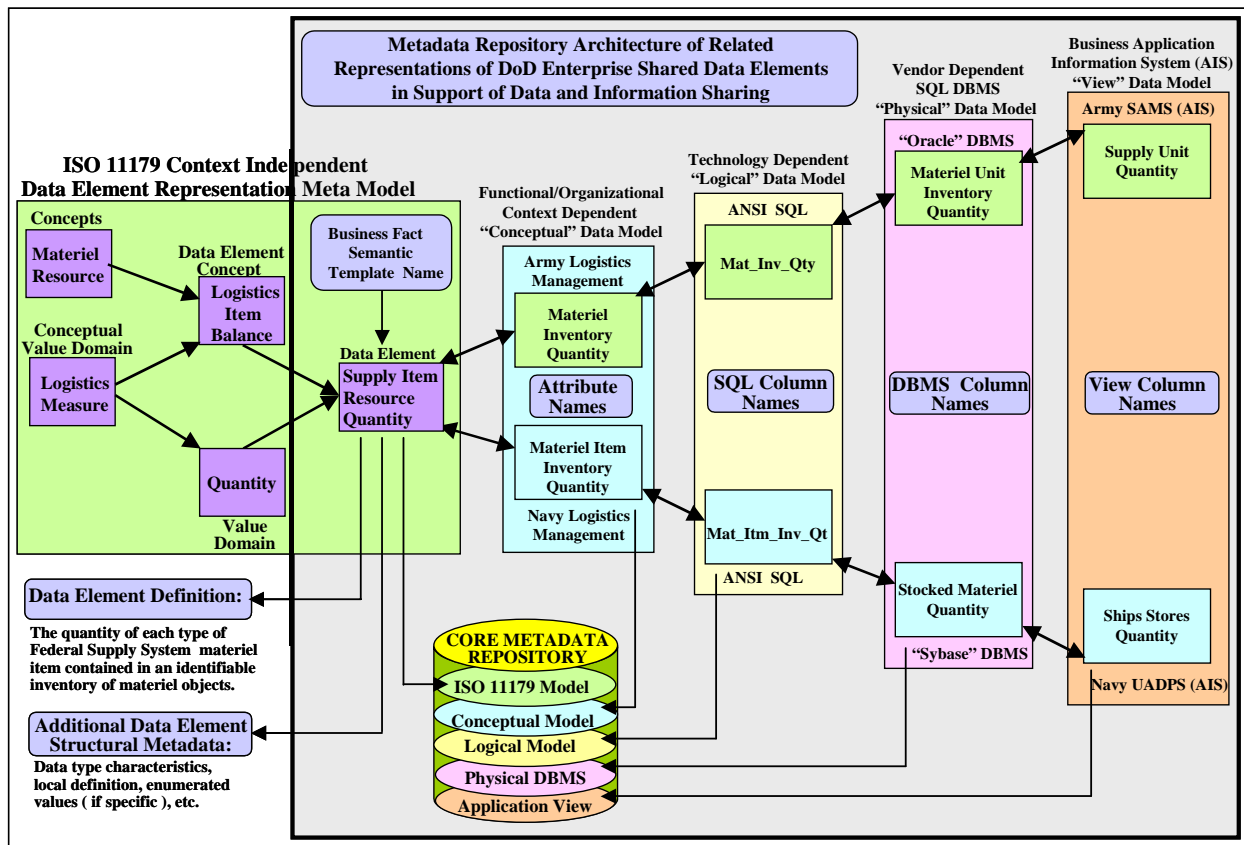 Metadata Repository Architecture of Related
Representations of DoD Enterprise Shared Data Elements
in Support of Data and Information Sharing
Business Application
Information System (AIS)
“View” Data Model
Vendor Dependent
SQL DBMS
“Physical” Data Model
Technology Dependent
“Logical” Data Model
Functional/Organizational
Context Dependent
“Conceptual” Data Model
ISO 11179 Context Independent
Data Element Representation Meta Model
Concepts
Materiel
Resource
Conceptual
Value Domain
Logistics
Measure
Data Element
Concept
Logistics
Item
Balance
Quantity
Value
Domain
Business Fact
Semantic
Template Name
Data Element
Supply Item
Resource
Quantity
Army Logistics
Management
Materiel
Inventory
Quantity
Attribute
Names
Materiel Item
Inventory
Quantity
Navy Logistics
Management
ANSI SQL
Mat_Inv_Qty
SQL Column
Names
Mat_Itm_Inv_Qt
ANSI SQL
“Oracle” DBMS
Materiel Unit
Inventory
Quantity
DBMS Column
Names
Stocked Materiel
Quantity
“Sybase” DBMS
Army SAMS (AIS)
Supply Unit
Quantity
View Column
Names
Ships Stores
Quantity
Navy UADPS (AIS)
Data Element Definition:
The quantity of each type of
Federal Supply System materiel
item contained in an identifiable
inventory of materiel objects.
Additional Data Element
Structural Metadata:
Data type characteristics,
local definition, enumerated
values ( if specific ), etc.
CORE METADATA
REPOSITORY
ISO 11179 Model
Conceptual Model
Logical Model
Physical DBMS
Application View